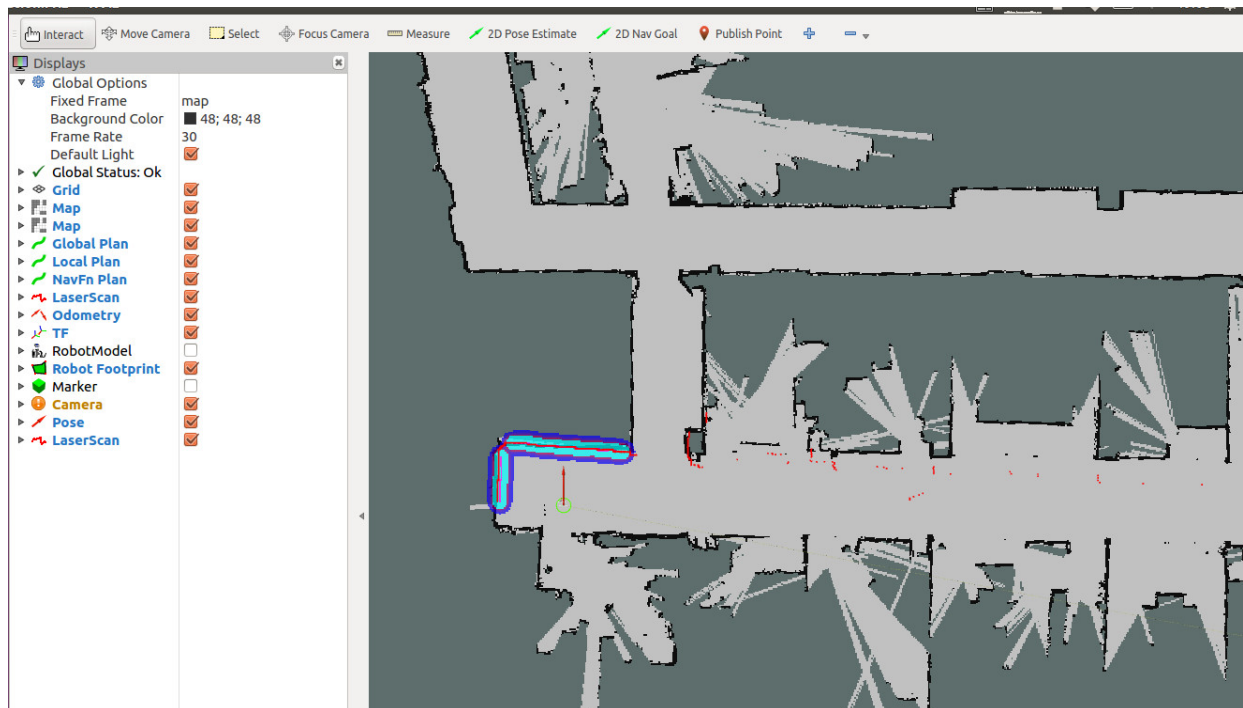 Interact Move Camera Select Focus Camera Measure 2D Pose Estimate 2D Nav Goal Publish Point
Displays
Global Options
Fixed Frame map
Background Color 48; 48; 48
Frame Rate 30
Default Light
Global Status: Ok
Grid
Map
Map
Global Plan
Local Plan
NavFn Plan
LaserScan
Odometry
TF
RobotModel
Robot Footprint
Marker
Camera
Pose
LaserScan